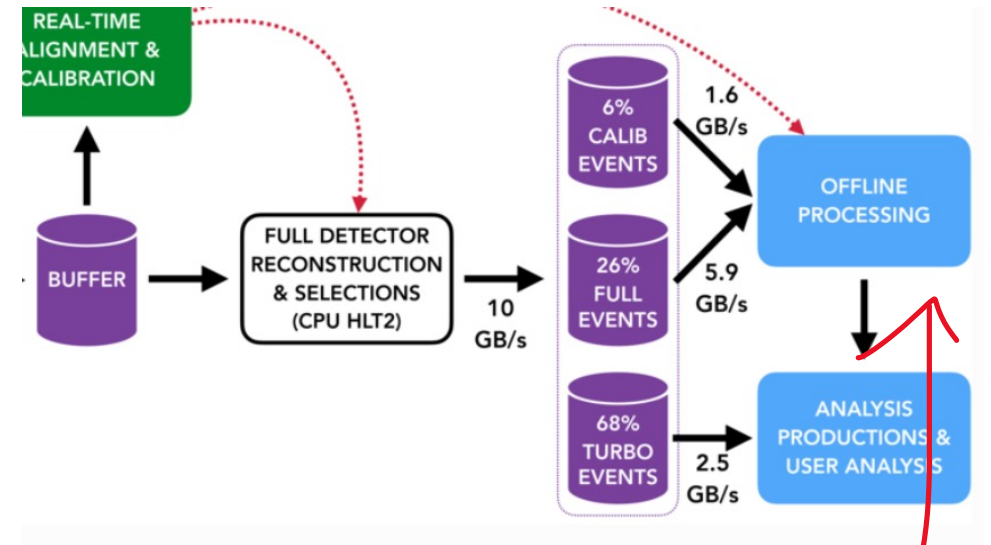 REAL-TIME
ALIGNMENT &
CALIBRATION
BUFFER
FULL DETECTOR
RECONSTRUCTION
& SELECTIONS
(CPU HLT2)
10
GB/s
6%
CALIB
EVENTS
26%
FULL
EVENTS
68%
TURBO
EVENTS
1.6
GB/s
5.9
GB/s
2.5
GB/s
OFFLINE
PROCESSING
ANALYSIS
PRODUCTIONS &
USER ANALYSIS